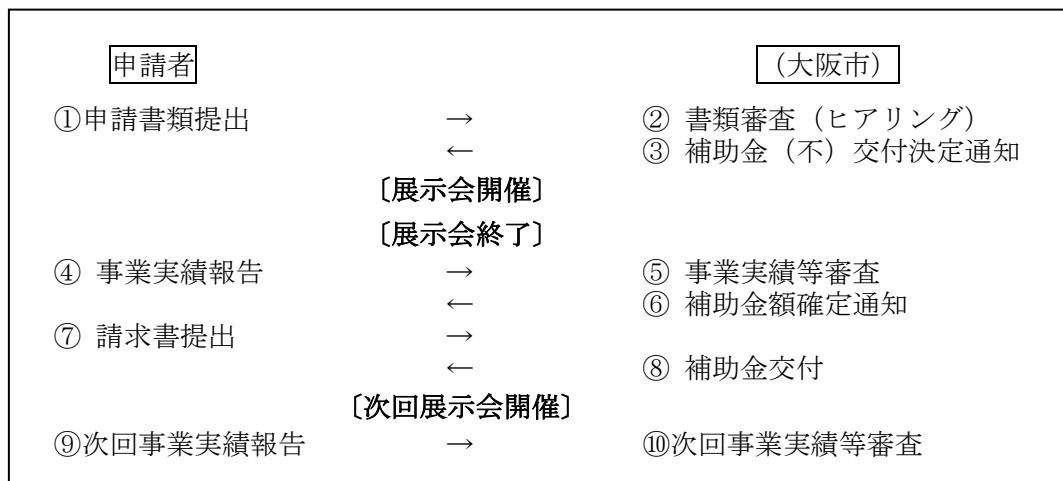 申請者 (大阪市)
①申請書類提出 → ② 書類審査(ヒアリング)
← ③ 補助金(不)交付決定通知
〔展示会開催〕
〔展示会終了〕
④ 事業実績報告 → ⑤ 事業実績等審査
← ⑥ 補助金額確定通知
⑦ 請求書提出 →
← ⑧ 補助金交付
〔次回展示会開催〕
⑨次回事業実績報告 → ⑩次回事業実績等審査